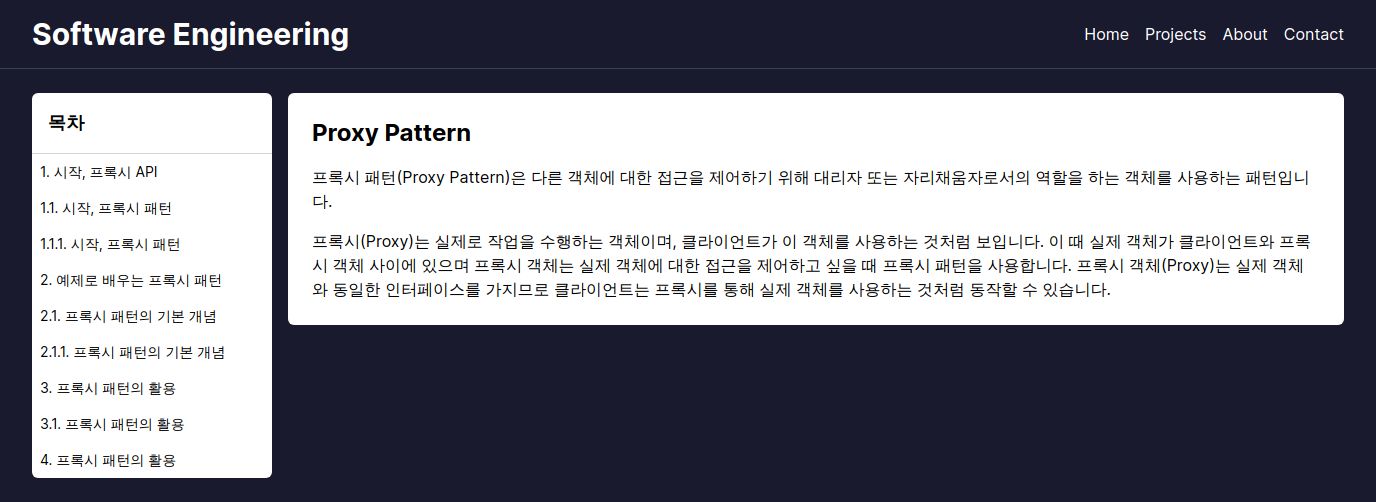 Software Engineering
Home Projects About Contact
목차
1. 시작, 프록시 API
1.1. 시작, 프록시 패턴
1.1.1. 시작, 프록시 패턴
2. 예제로 배우는 프록시 패턴
2.1. 프록시 패턴의 기본 개념
2.1.1. 프록시 패턴의 기본 개념
3. 프록시 패턴의 활용
3.1. 프록시 패턴의 활용
4. 프록시 패턴의 활용
Proxy Pattern
프록시 패턴(Proxy Pattern)은 다른 객체에 대한 접근을 제어하기 위해 대리자 또는 자리채움자로서의 역할을 하는 객체를 사용하는 패턴입니
다.
프록시(Proxy)는 실제로 작업을 수행하는 객체이며, 클라이언트가 이 객체를 사용하는 것처럼 보입니다. 이 때 실제 객체가 클라이언트와 프록
시 객체 사이에 있으며 프록시 객체는 실제 객체에 대한 접근을 제어하고 싶을 때 프록시 패턴을 사용합니다. 프록시 객체(Proxy)는 실제 객체
와 동일한 인터페이스를 가지므로 클라이언트는 프록시를 통해 실제 객체를 사용하는 것처럼 동작할 수 있습니다.